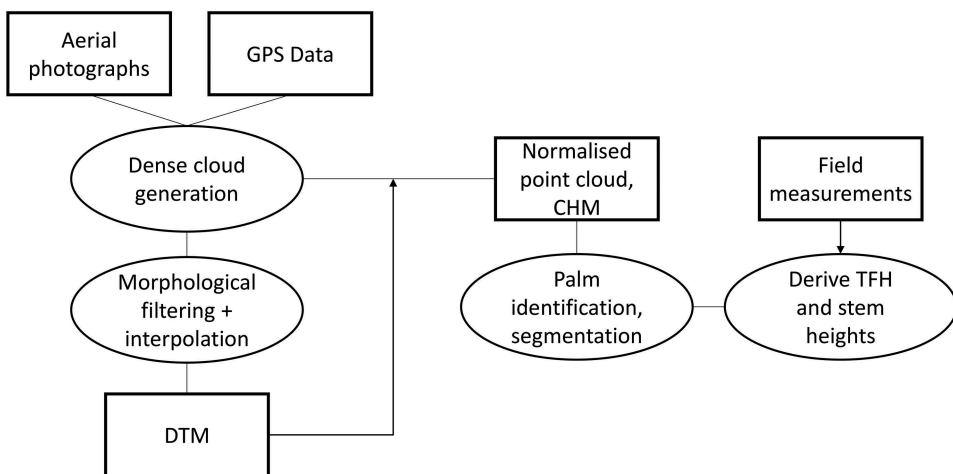 Aerial
photographs
GPS Data
Dense cloud
generation
Normalised
point cloud,
CHM
Field
measurements
Morphological
filtering +
interpolation
Palm
identification,
segmentation
Derive TFH
and stem
heights
DTM